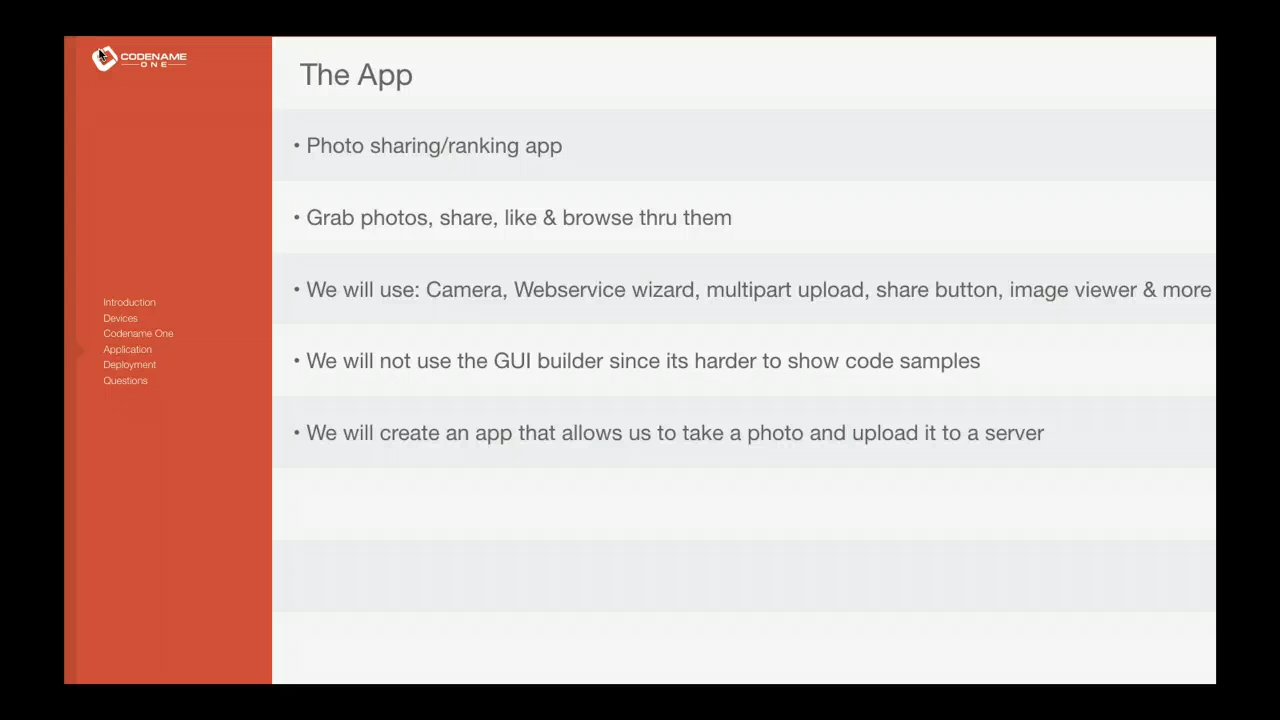 CODENAME
ONE
Introduction
Devices
Codename One
Application
Deployment
Questions
The App
• Photo sharing/ranking app
• Grab photos, share, like & browse thru them
• We will use: Camera, Webservice wizard, multipart upload, share button, image viewer & more
• We will not use the GUI builder since its harder to show code samples
• We will create an app that allows us to take a photo and upload it to a server